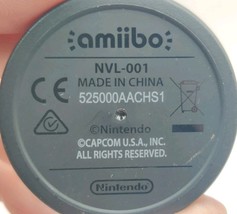 amiibo
NVL-001
MADE IN CHINA
525000AACHS1
©Nintendo
©CAPCOM U.S.A., INC.
ALL RIGHTS RESERVED.
Nintendo